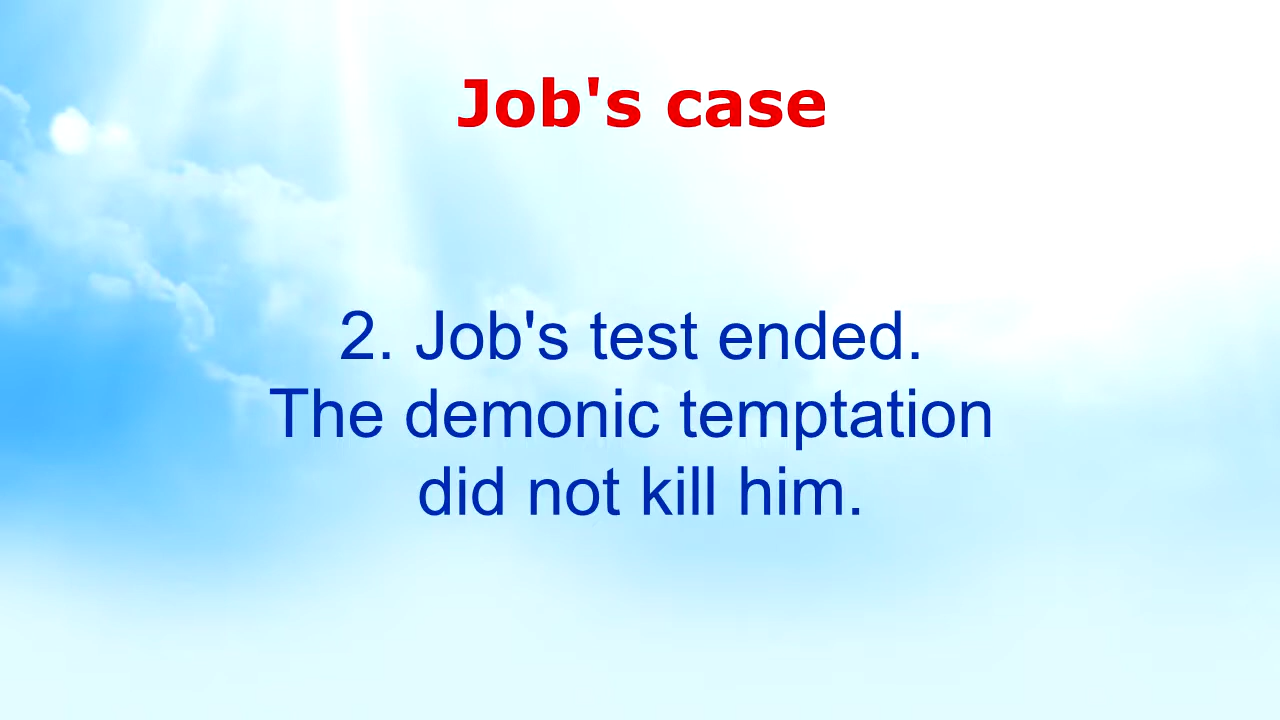 Job's case
2. Job's test ended.
The demonic temptation
did not kill him.